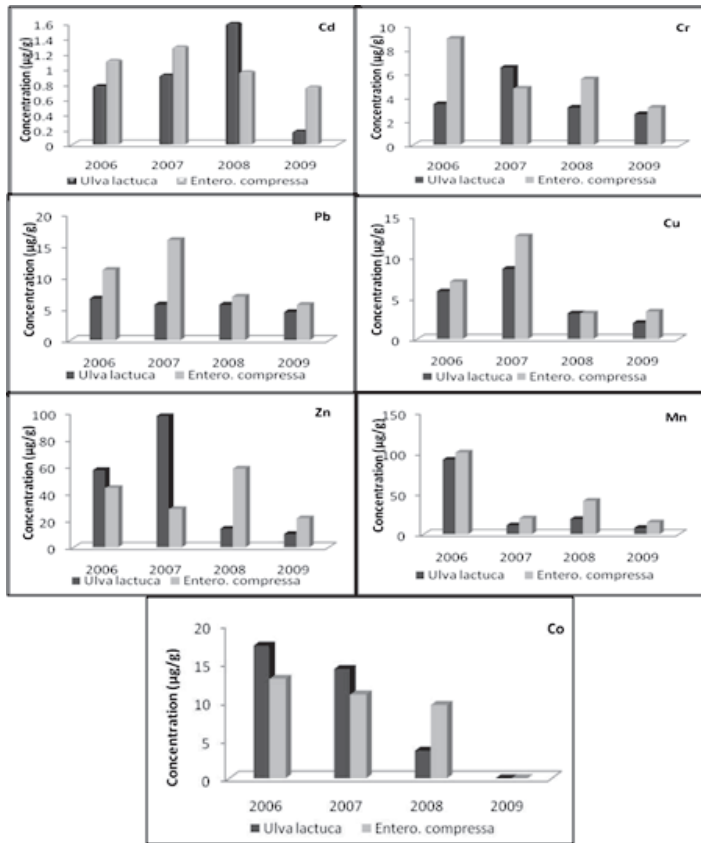 Cd
Concentration (µg/g)
1.6
1.4
1.2
1
0.8
0.6
0.4
0.2
0
2006 2007 2008 2009
Ulva lactuca Entero. compressa
Cr
Concentration (µg/g)
10
8
6
4
2
0
2006 2007 2008 2009
Ulva lactuca Entero. compressa
Pb
Concentration (µg/g)
20
15
10
5
0
2006 2007 2008 2009
Ulva lactuca Entero. compressa
Cu
Concentration (µg/g)
15
10
5
0
2006 2007 2008 2009
Ulva lactuca Entero. compressa
Zn
Concentration (µg/g)
100
80
60
40
20
0
2006 2007 2008 2009
Ulva lactuca Entero. compressa
Mn
Concentration (µg/g)
150
100
50
0
2006 2007 2008 2009
Ulva lactuca Entero. compressa
Co
Concentration (µg/g)
20
15
10
5
0
2006 2007 2008 2009
Ulva lactuca Entero. compressa